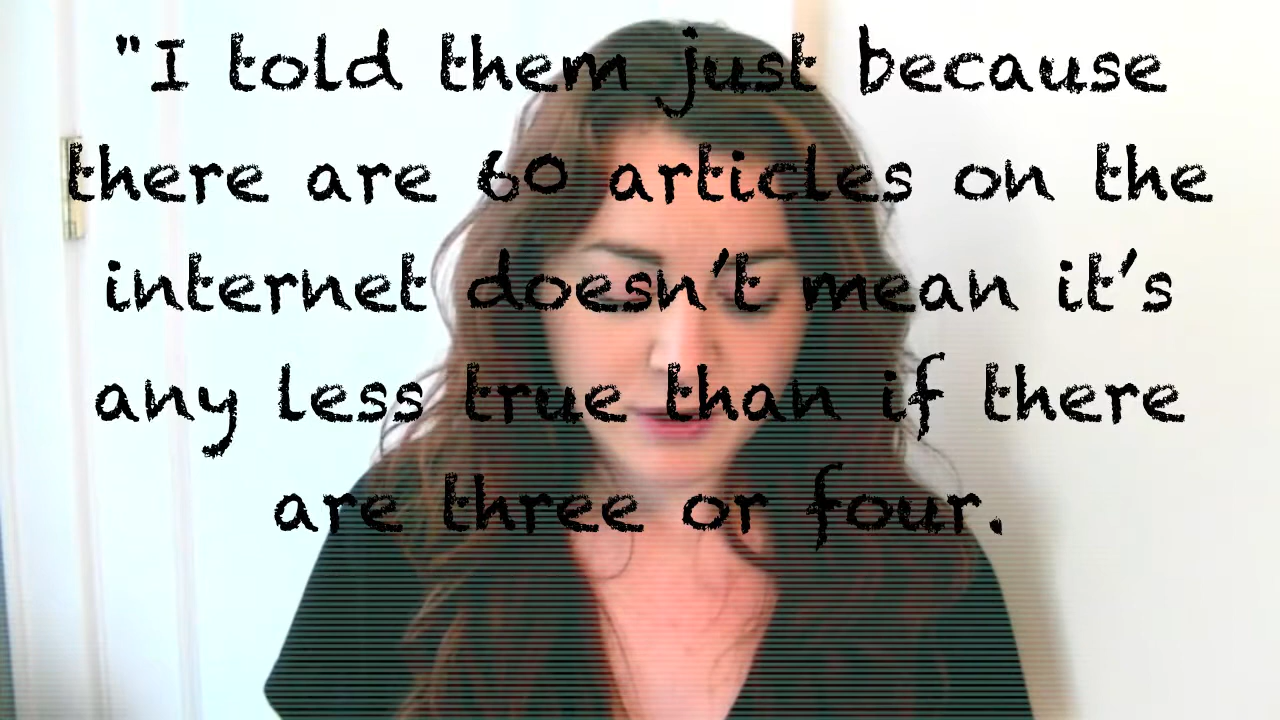 "I told them just because
there are 60 articles on the
internet doesn't mean it's
any less true than if there
are three or four.